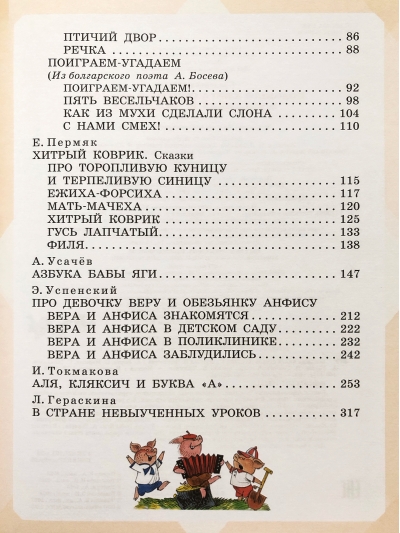 ПТИЧИЙ ДВОР ........................ 86
РЕЧКА .............................. 88
ПОИГРАЕМ-УГАДАЕМ
(Из болгарского поэта А. Босева)
ПОИГРАЕМ-УГАДАЕМ!................... 92
ПЯТЬ ВЕСЕЛЬЧАКОВ ................... 98
КАК ИЗ МУХИ СДЕЛАЛИ СЛОНА .......... 104
С НАМИ СМЕХ! ....................... 110
Е. Пермяк
ХИТРЫЙ КОВРИК. Сказки
ПРО ТОРОПЛИВУЮ КУНИЦУ
И ТЕРПЕЛИВУЮ СИНИЦУ ................ 115
ЕЖИХА-ФОРСИХА ...................... 117
МАТЬ-МАЧЕХА ........................ 120
ХИТРЫЙ КОВРИК ...................... 125
ГУСЬ ЛАПЧАТЫЙ....................... 133
ФИЛЯ................................ 138
А. Усачёв
АЗБУКА БАБЫ ЯГИ .................... 147
Э. Успенский
ПРО ДЕВОЧКУ ВЕРУ И ОБЕЗЬЯНКУ АНФИСУ
ВЕРА И АНФИСА ЗНАКОМЯТСЯ ........... 212
ВЕРА И АНФИСА В ДЕТСКОМ САДУ ....... 222
ВЕРА И АНФИСА В ПОЛИКЛИНИКЕ ........ 232
ВЕРА И АНФИСА ЗАБЛУДИЛИСЬ .......... 242
И. Токмакова
АЛЯ, КЛЯКСИЧ И БУКВА «А» ........... 253
Л. Гераскина
В СТРАНЕ НЕВЫУЧЕННЫХ УРОКОВ ........ 317